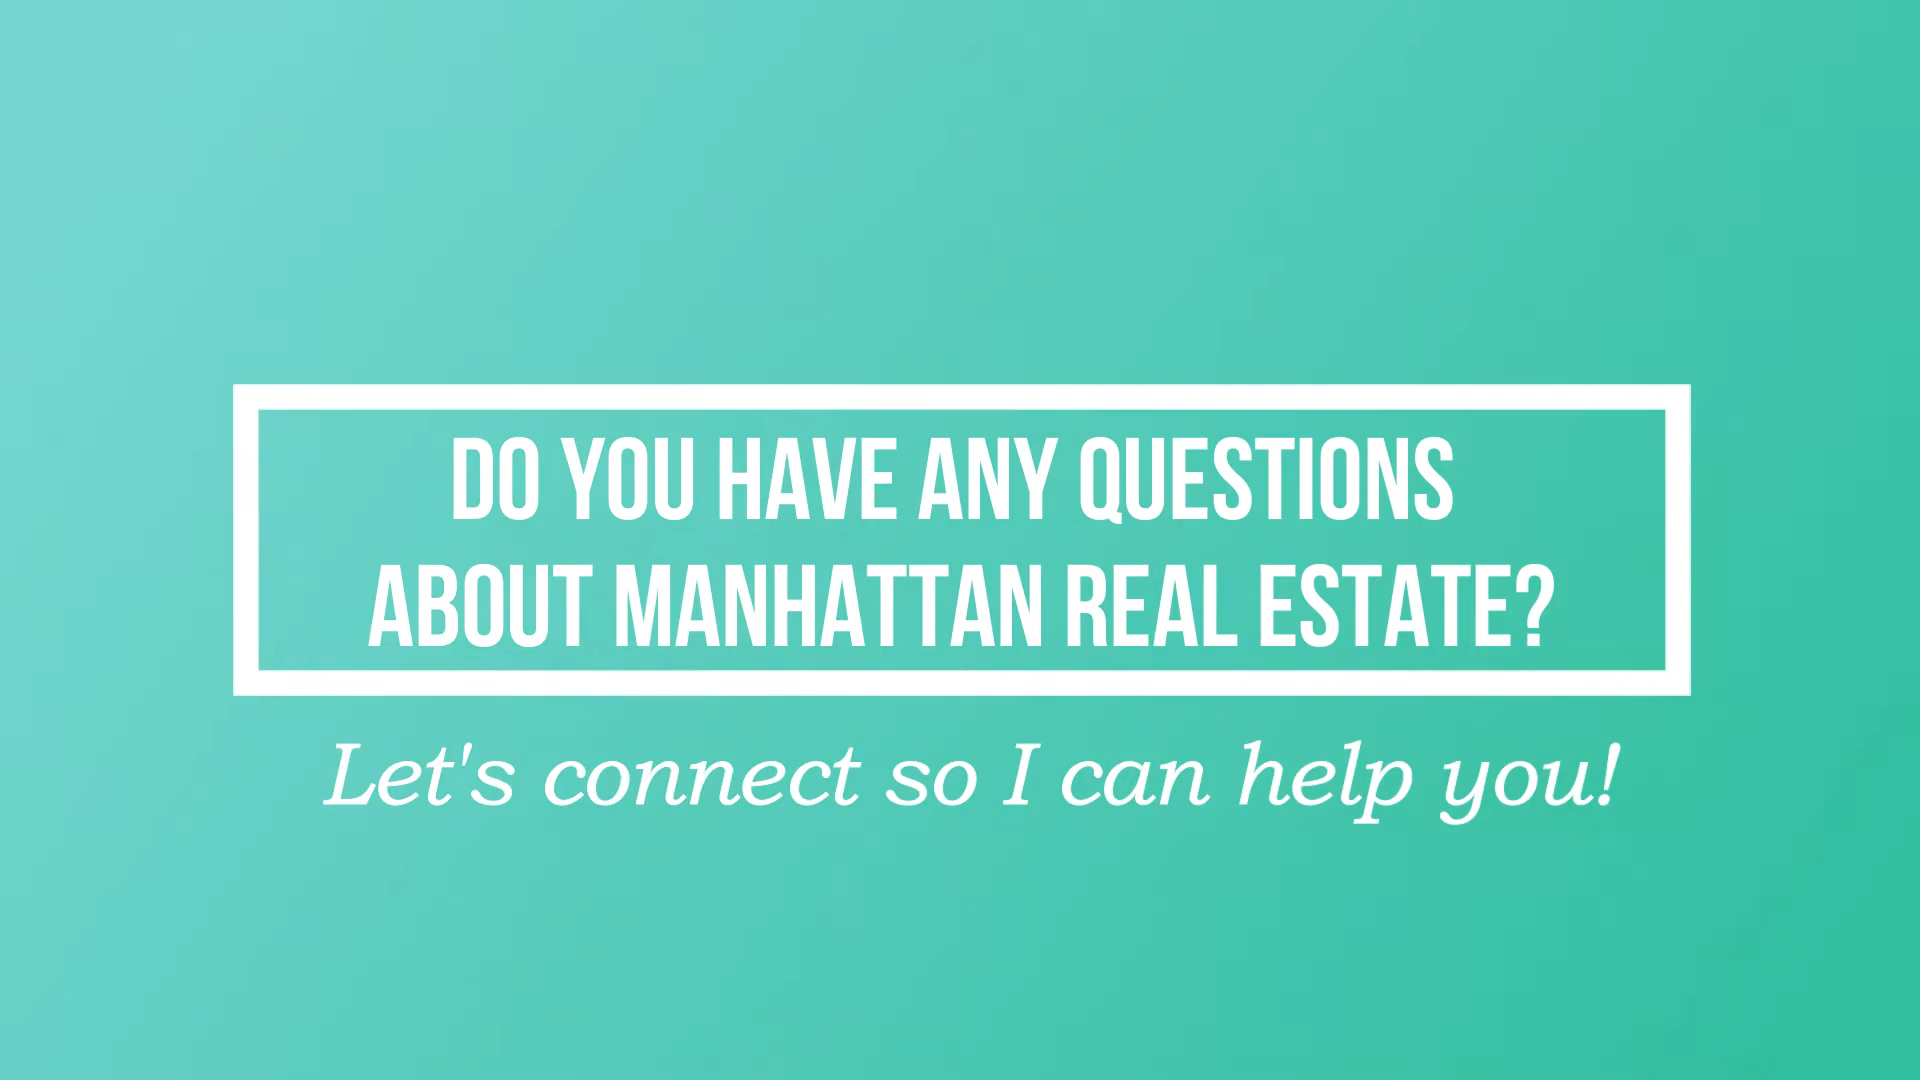 DO YOU HAVE ANY QUESTIONS
ABOUT MANHATTAN REAL ESTATE?
Let's connect so I can help you!